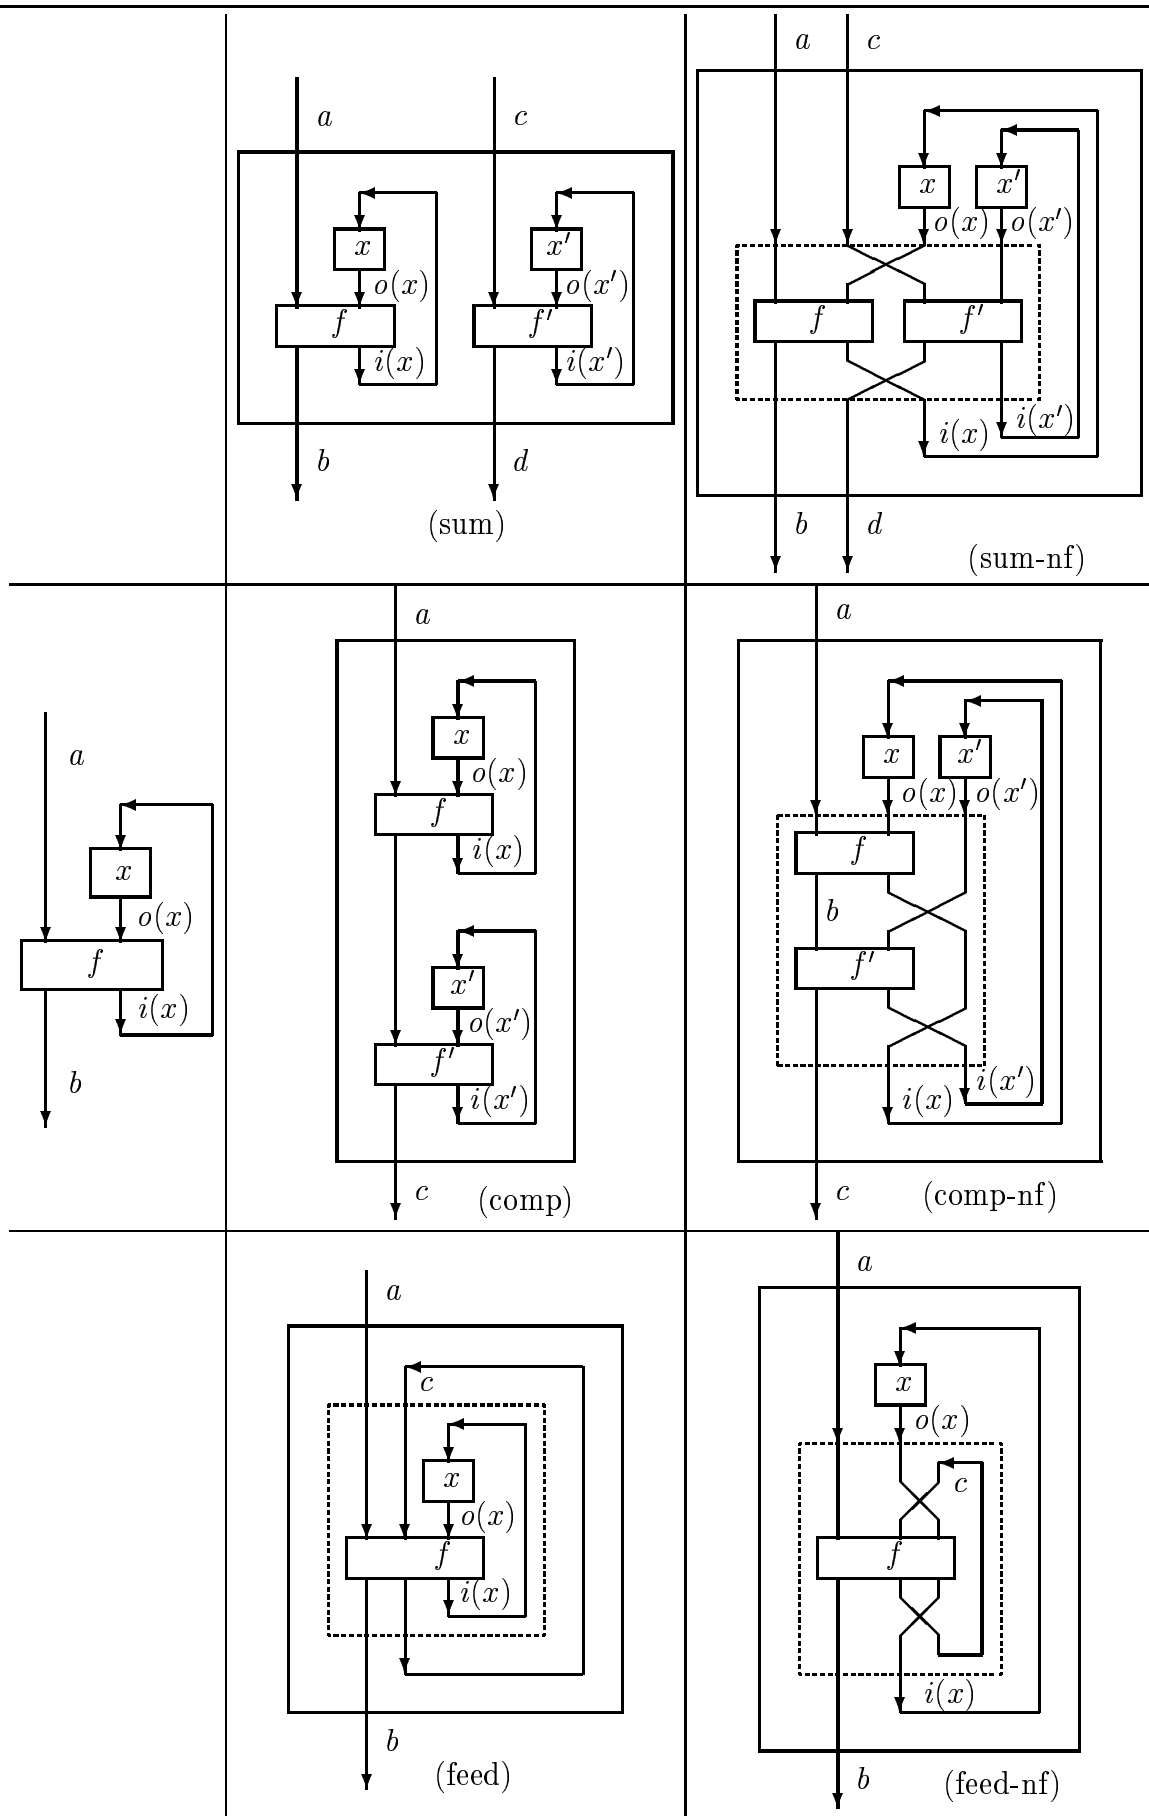 a c
a c
x x′
o(x) o(x′)
f f′
i(x) i(x′)
b d
(sum)
x x′
o(x) o(x′)
f f′
i(x) i(x′)
b d
(sum-nf)
a
x
o(x)
f
i(x)
b
a
x
o(x)
f
i(x)
x′
o(x′)
f′
i(x′)
c
(comp)
a
x x′
o(x) o(x′)
f
b
f′
i(x) i(x′)
c
(comp-nf)
a
c
x
o(x)
f
i(x)
b
(feed)
a
x
o(x)
c
f
i(x)
b
(feed-nf)